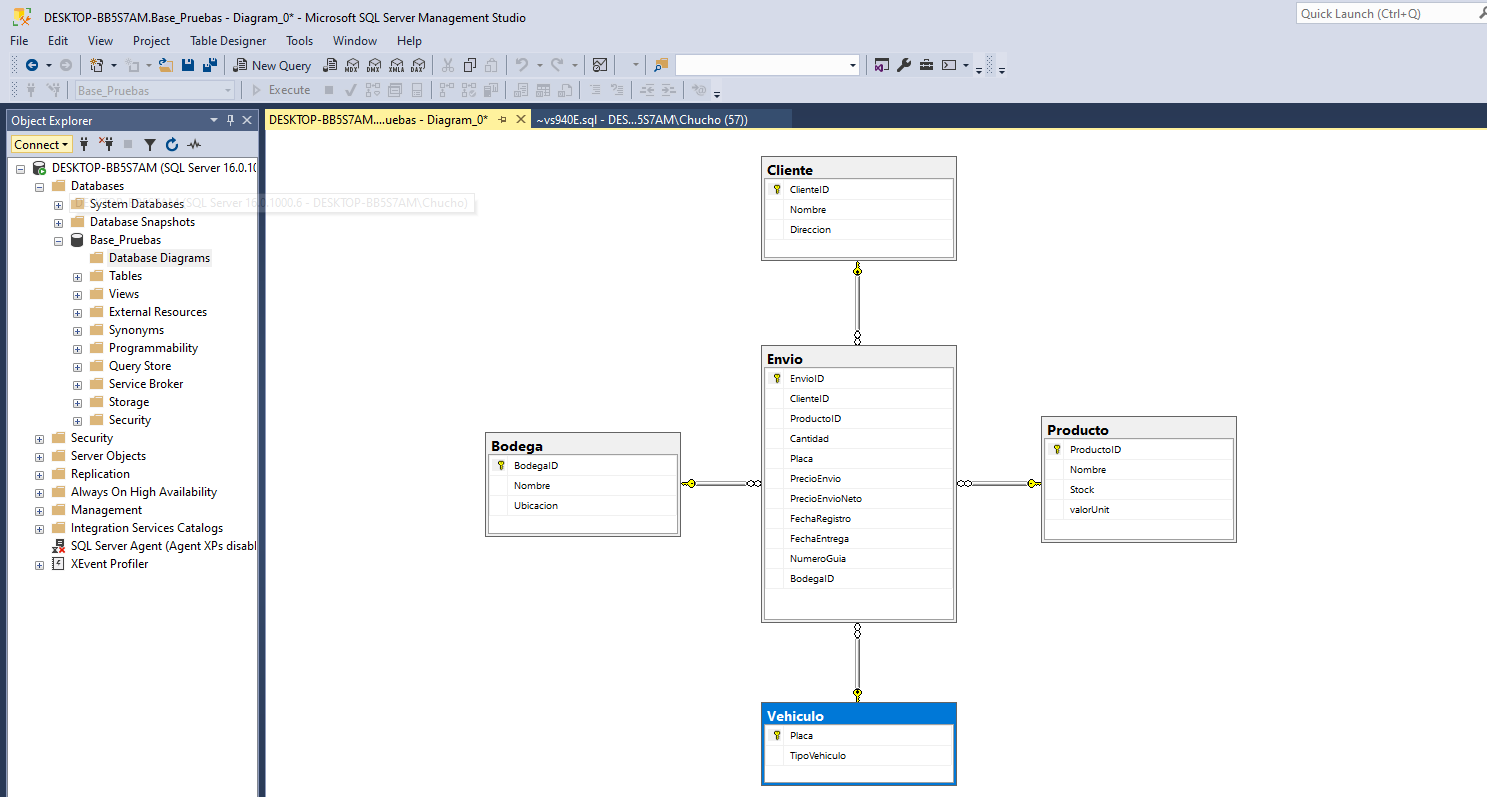 DESKTOP-BB5S7AM.Base_Pruebas - Diagram_0* - Microsoft SQL Server Management Studio
Quick Launch (Ctrl+Q)
File Edit View Project Table Designer Tools Window Help
New Query MDX DMX XMLA DAX
Base_Pruebas Execute
Object Explorer
DESKTOP-BB5S7AM....uebas - Diagram_0* ~vs940E.sql - DES...5S7AM\Chucho (57))
Connect
DESKTOP-BB5S7AM (SQL Server 16.0.10
Databases
System Databases
(SQL Server 16.0.1000.6 - DESKTOP-BB5S7AM\Chucho)
Database Snapshots
Base_Pruebas
Database Diagrams
Tables
Views
External Resources
Synonyms
Programmability
Query Store
Service Broker
Storage
Security
Security
Server Objects
Replication
Always On High Availability
Management
Integration Services Catalogs
SQL Server Agent (Agent XPs disabl
XEvent Profiler
Cliente
ClienteID
Nombre
Direccion
Envio
EnvioID
ClienteID
ProductoID
Cantidad
Placa
PrecioEnvio
PrecioEnvioNeto
FechaRegistro
FechaEntrega
NumeroGuia
BodegaID
Bodega
BodegaID
Nombre
Ubicacion
Producto
ProductoID
Nombre
Stock
valorUnit
Vehiculo
Placa
TipoVehiculo